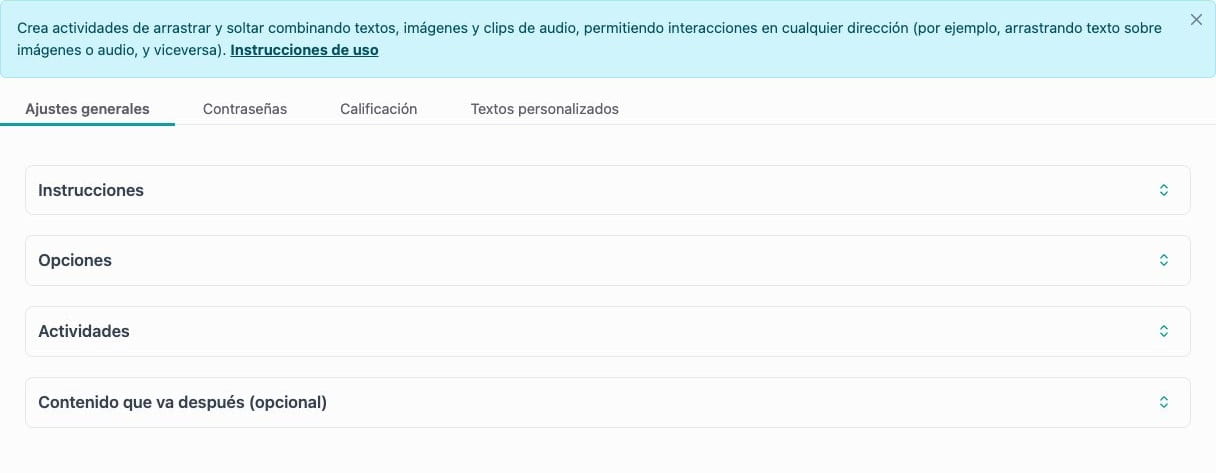 Crea actividades de arrastrar y soltar combinando textos, imágenes y clips de audio, permitiendo interacciones en cualquier dirección (por ejemplo, arrastrando texto sobre
imágenes o audio, y viceversa). Instrucciones de uso
Ajustes generales
Contraseñas
Calificación
Textos personalizados
Instrucciones
Opciones
Actividades
Contenido que va después (opcional)